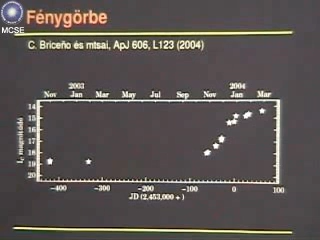 MCSE
Fénygörbe
C. Briceño és mtsai, ApJ 606, L123 (2004)
2003 2004
Nov Jan Mar May Jul Sep Nov Jan Mar
14
15
16
17
18
19
20
-400 -300 -200 -100 0 100
JD (2,453,000 + )